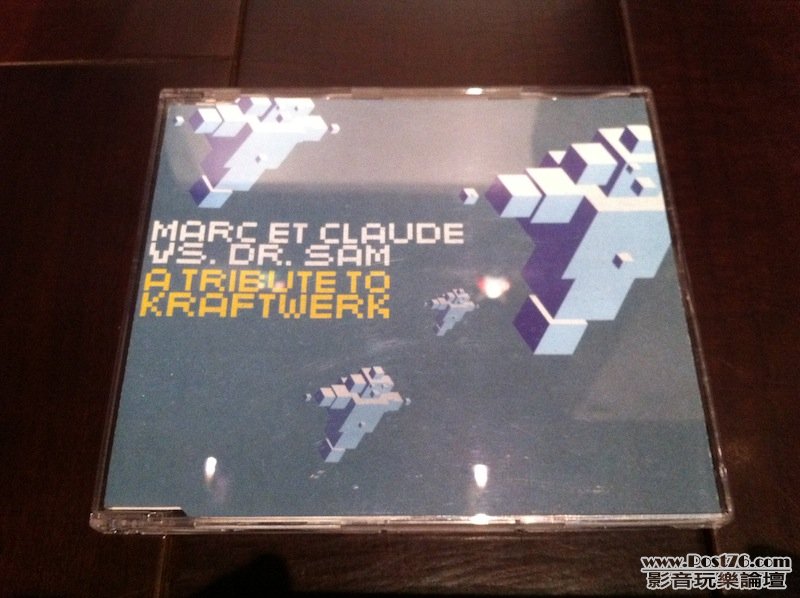 MARC ET CLAUDE
VS. DR. SAM
A TRIBUTE TO
KRAFTWERK
www.Post76.com
影音玩樂論壇